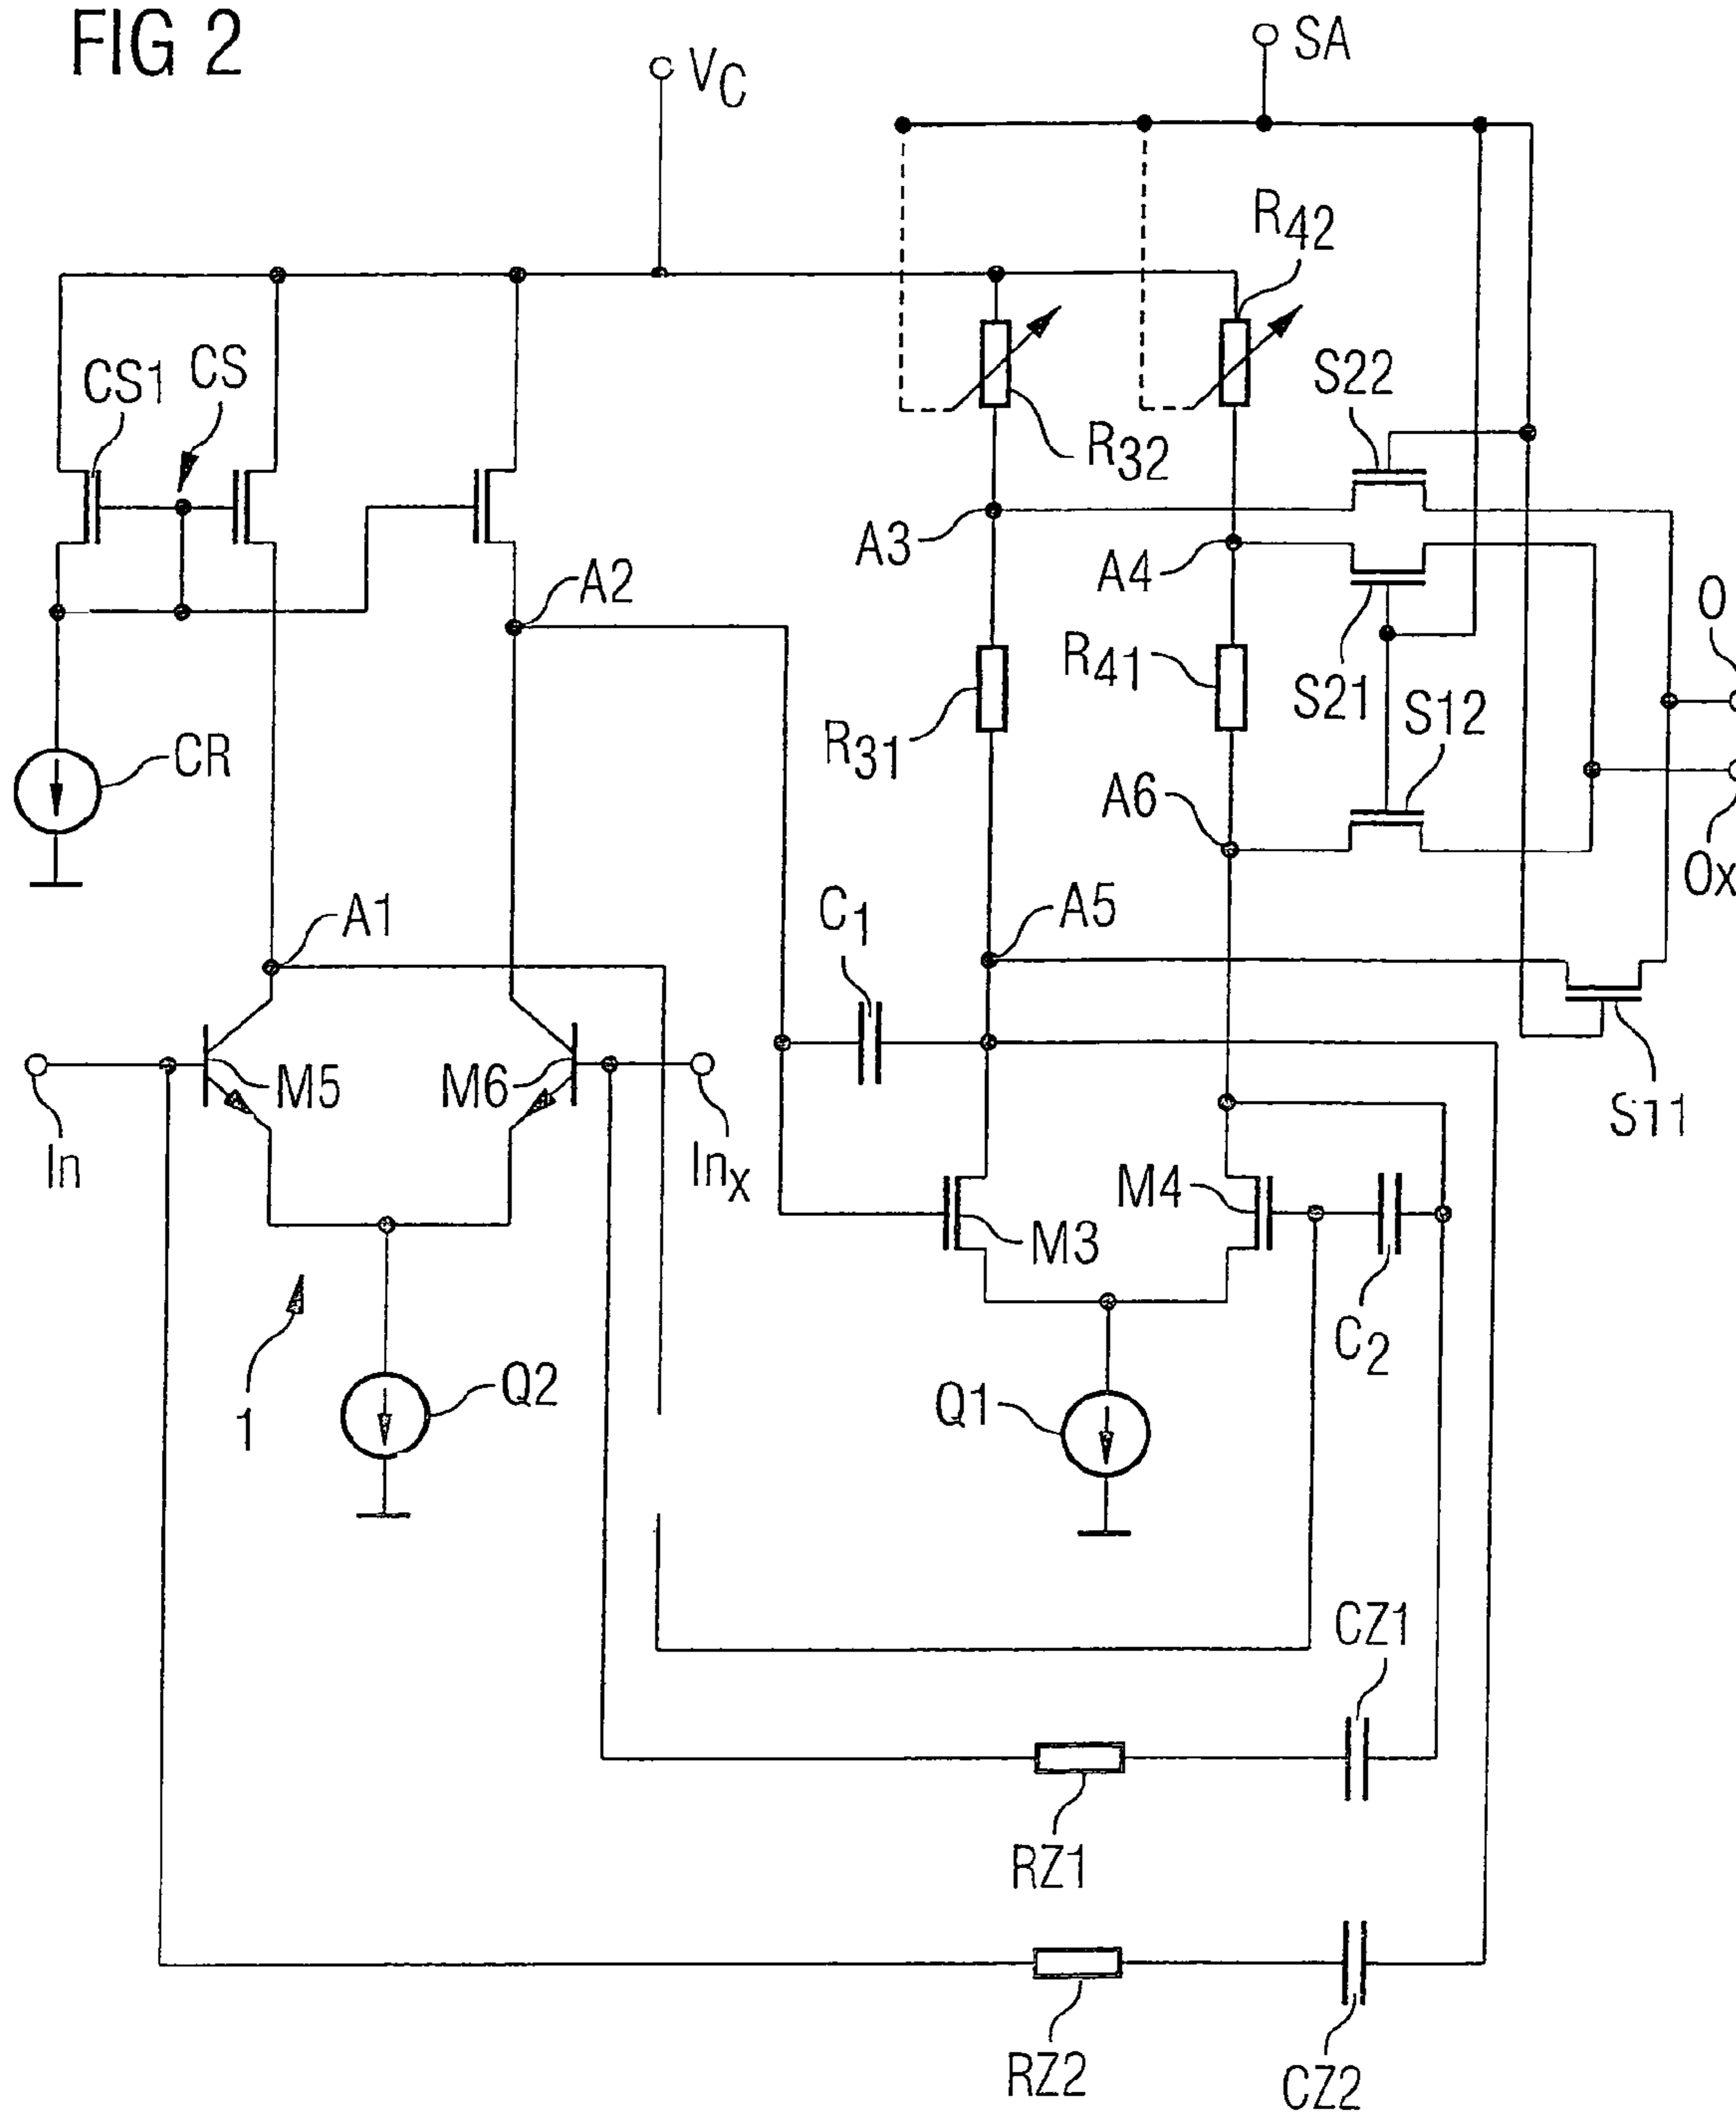 FIG 2
SA
VC
R42
CS1
CS
S22
R32
A3
A4
A2
O
R41
S21
S12
R31
CR
A6
Ox
C1
A5
A1
M5
M6
S11
In
Inx
M4
M3
C2
Q2
Q1
1
CZ1
RZ1
RZ2
CZ2